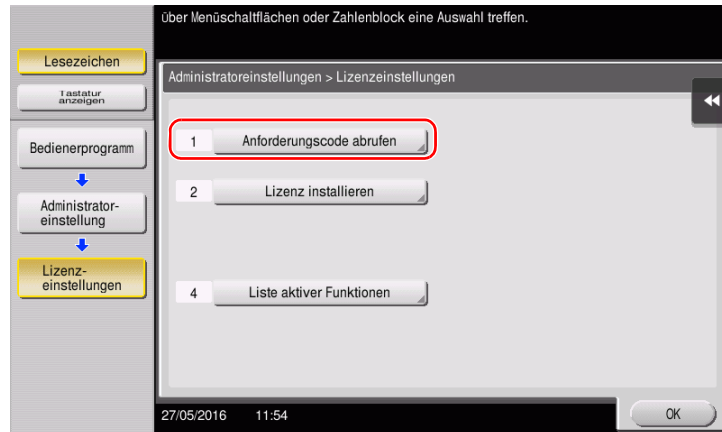 über Menüschaltflächen oder Zahlenblock eine Auswahl treffen.
Lesezeichen
Tastatur
anzeigen
Bedienerprogramm
Administrator-
einstellung
Lizenz-
einstellungen
Administratoreinstellungen > Lizenzeinstellungen
1 Anforderungscode abrufen
2 Lizenz installieren
4 Liste aktiver Funktionen
27/05/2016 11:54
OK